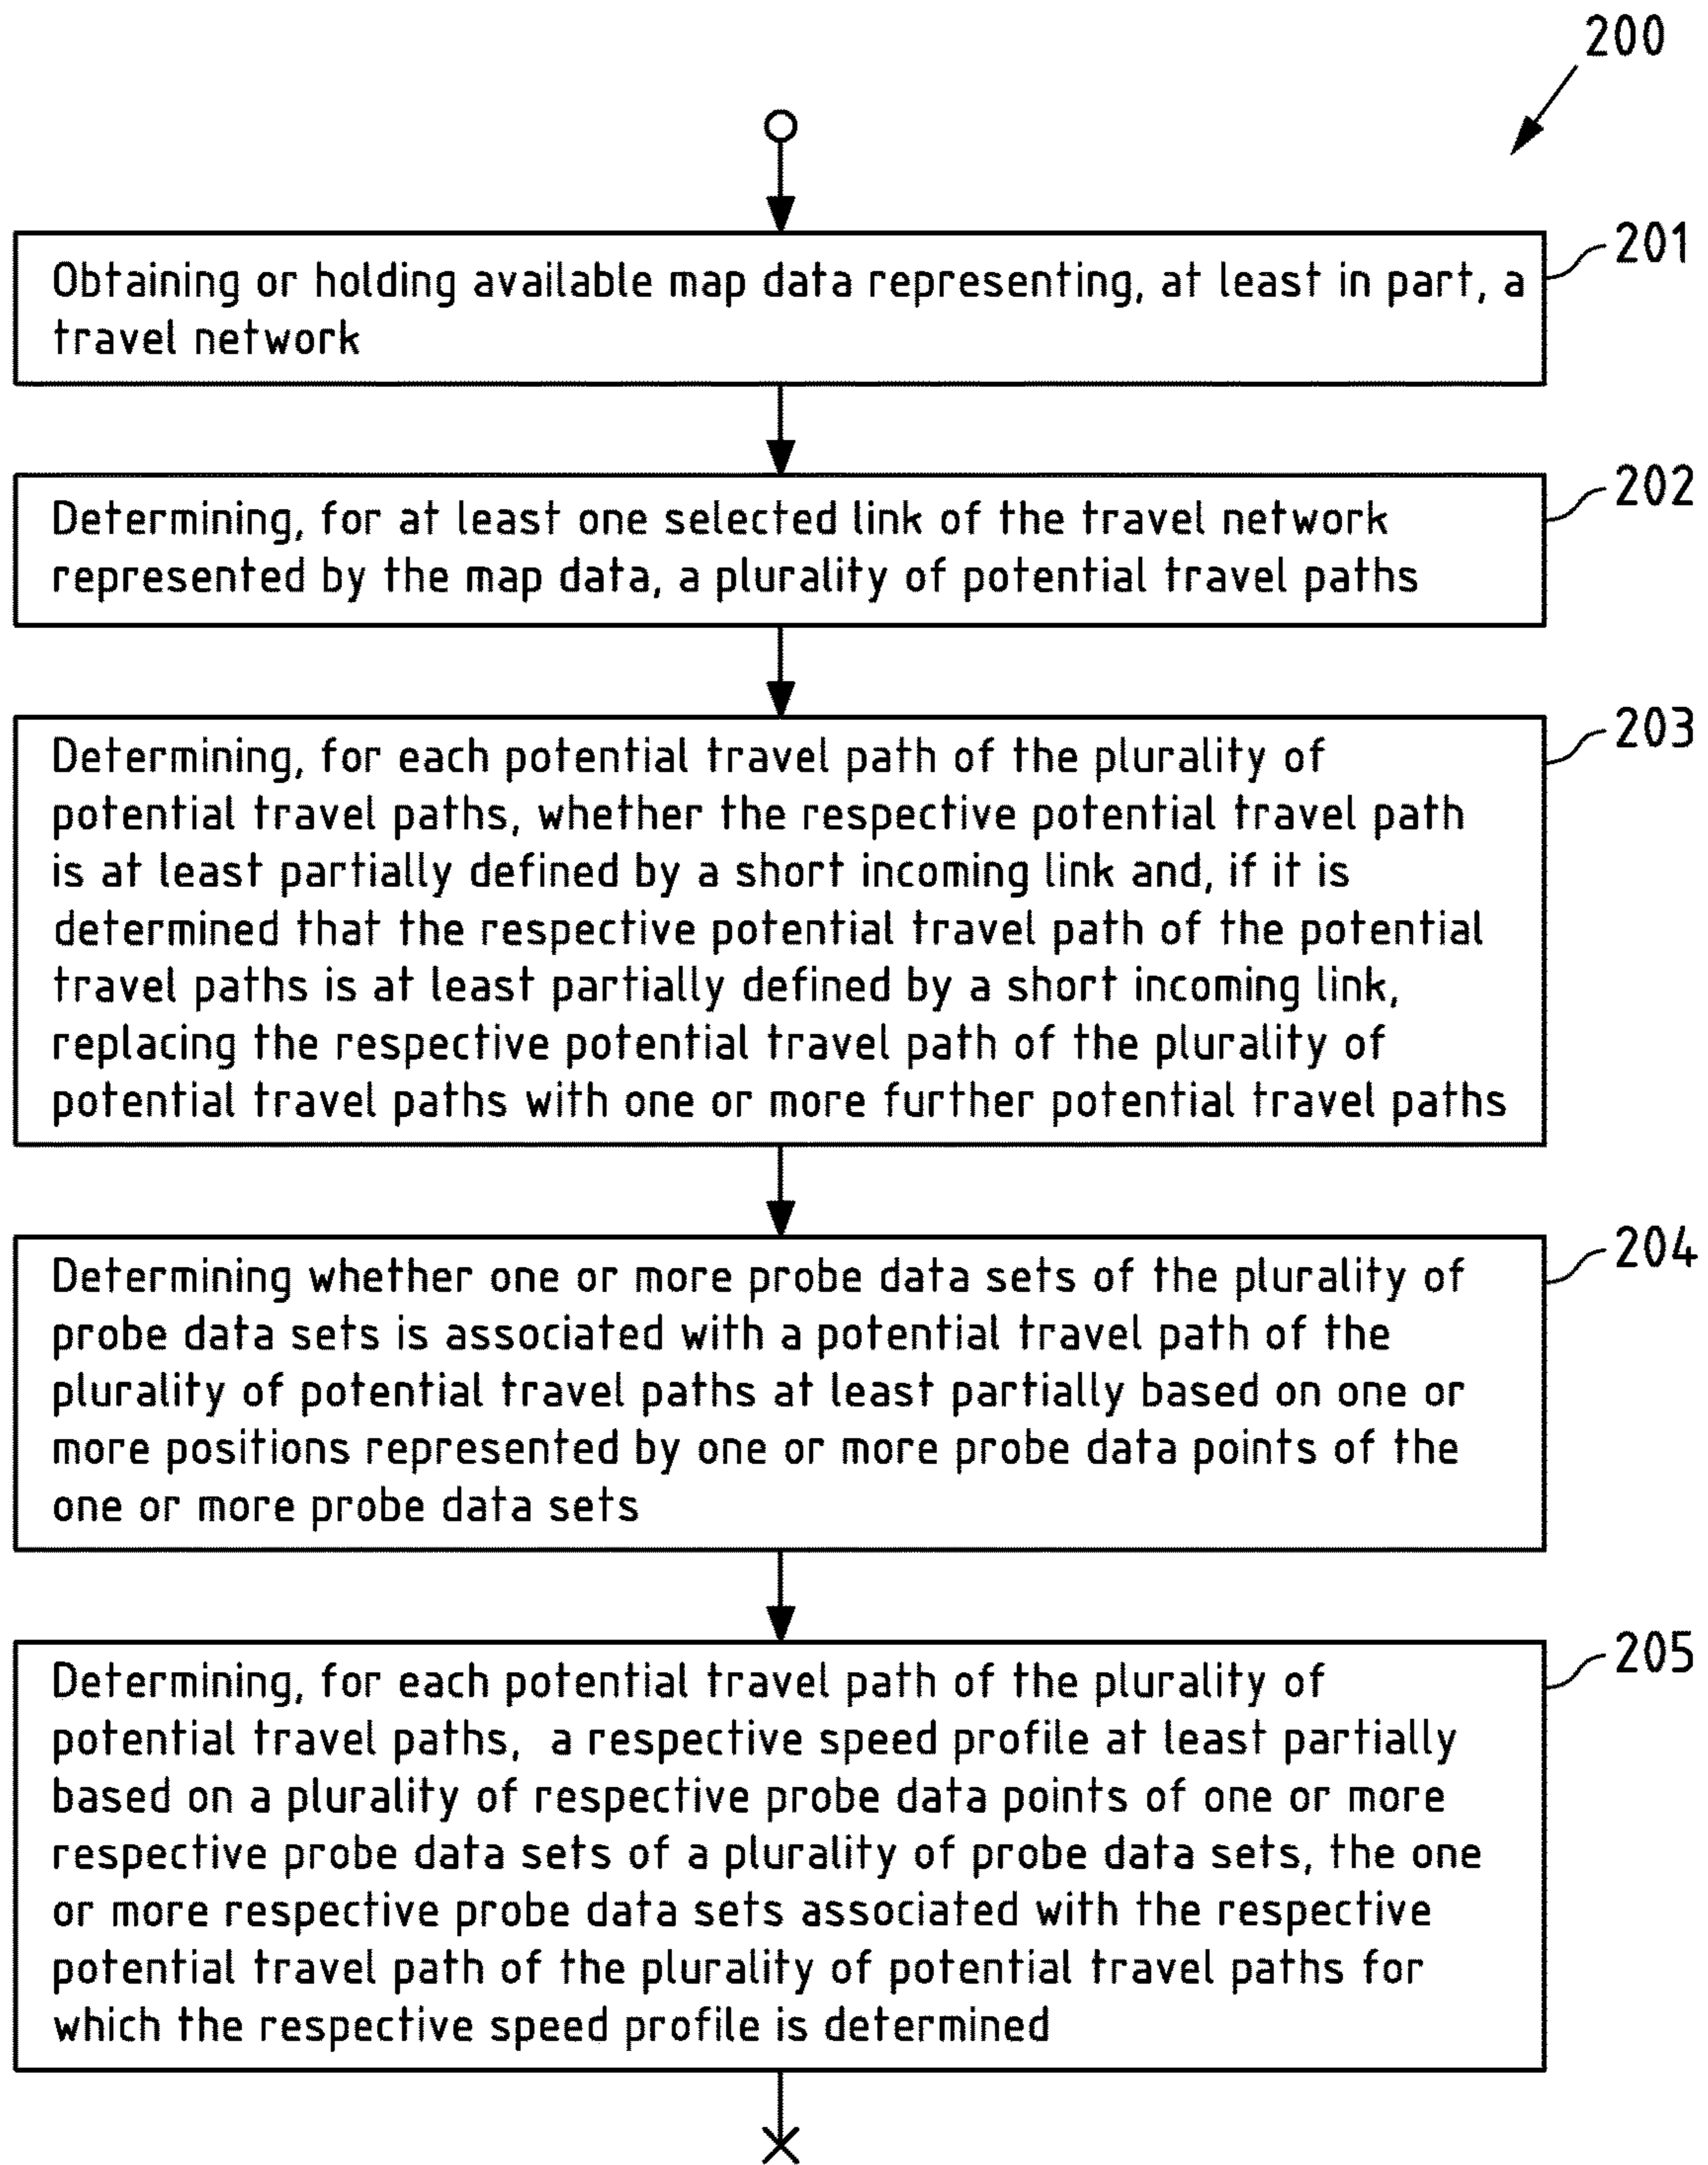 200
201
Obtaining or holding available map data representing, at least in part, a
travel network
202
Determining, for at least one selected link of the travel network
represented by the map data, a plurality of potential travel paths
203
Determining, for each potential travel path of the plurality of
potential travel paths, whether the respective potential travel path
is at least partially defined by a short incoming link and, if it is
determined that the respective potential travel path of the potential
travel paths is at least partially defined by a short incoming link,
replacing the respective potential travel path of the plurality of
potential travel paths with one or more further potential travel paths
204
Determining whether one or more probe data sets of the plurality of
probe data sets is associated with a potential travel path of the
plurality of potential travel paths at least partially based on one or
more positions represented by one or more probe data points of the
one or more probe data sets
205
Determining, for each potential travel path of the plurality of
potential travel paths, a respective speed profile at least partially
based on a plurality of respective probe data points of one or more
respective probe data sets of a plurality of probe data sets, the one
or more respective probe data sets associated with the respective
potential travel path of the plurality of potential travel paths for
which the respective speed profile is determined